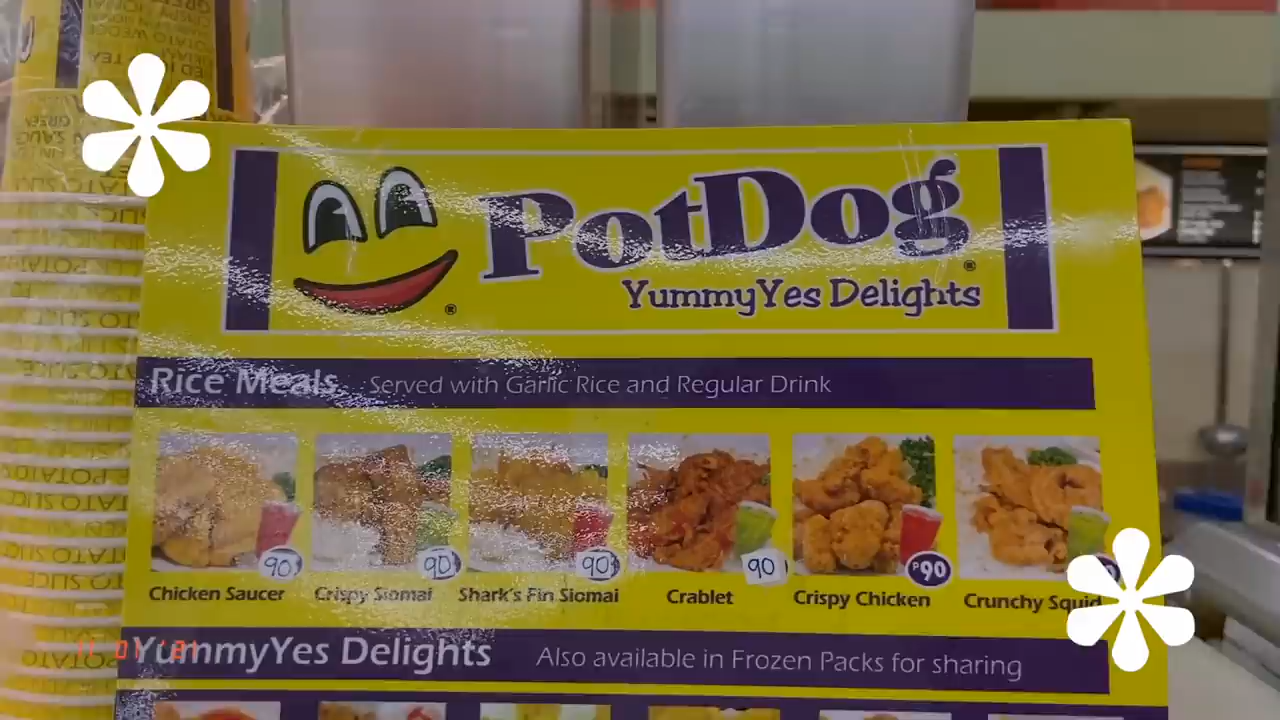 PotDog
YummyYes Delights
Rice Meals Served with Garlic Rice and Regular Drink
90 90 90 90 ₱90
Chicken Saucer Crispy Siomai Shark's Fin Siomai Crablet Crispy Chicken Crunchy Squid
YummyYes Delights Also available in Frozen Packs for sharing